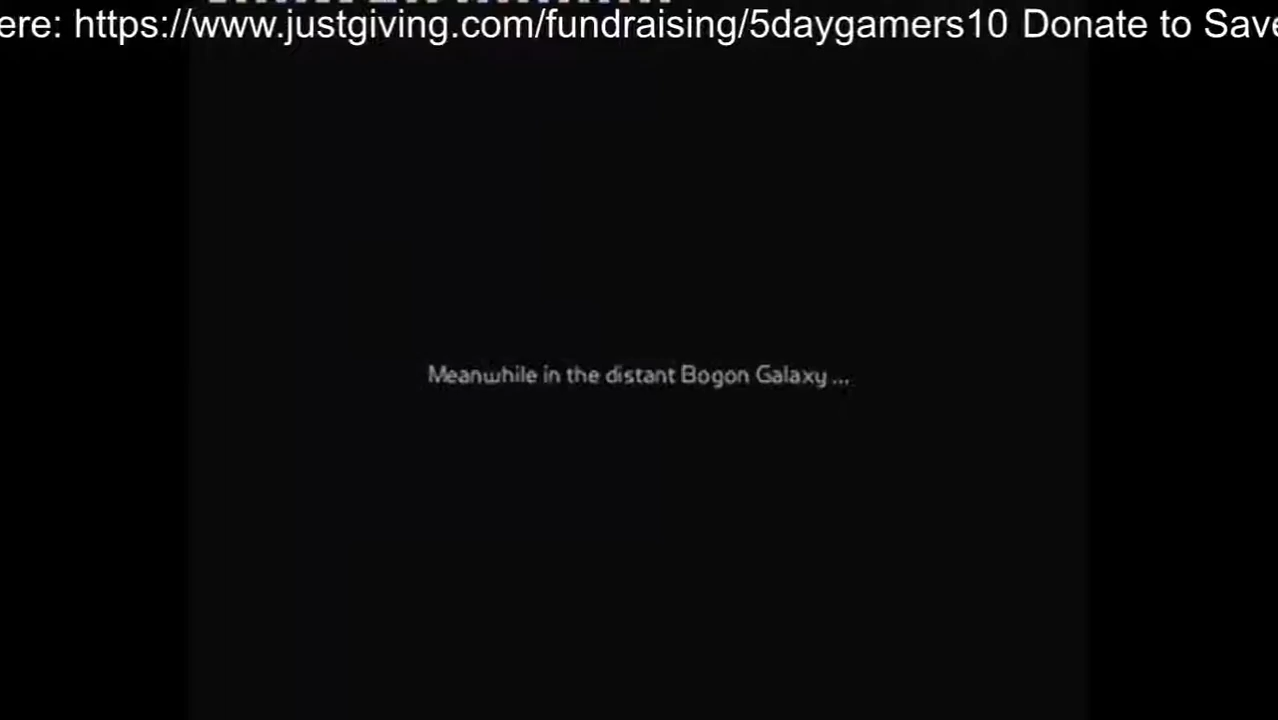 ere: https://www.justgiving.com/fundraising/5daygamers10 Donate to Save
Meanwhile in the distant Bogon Galaxy ...